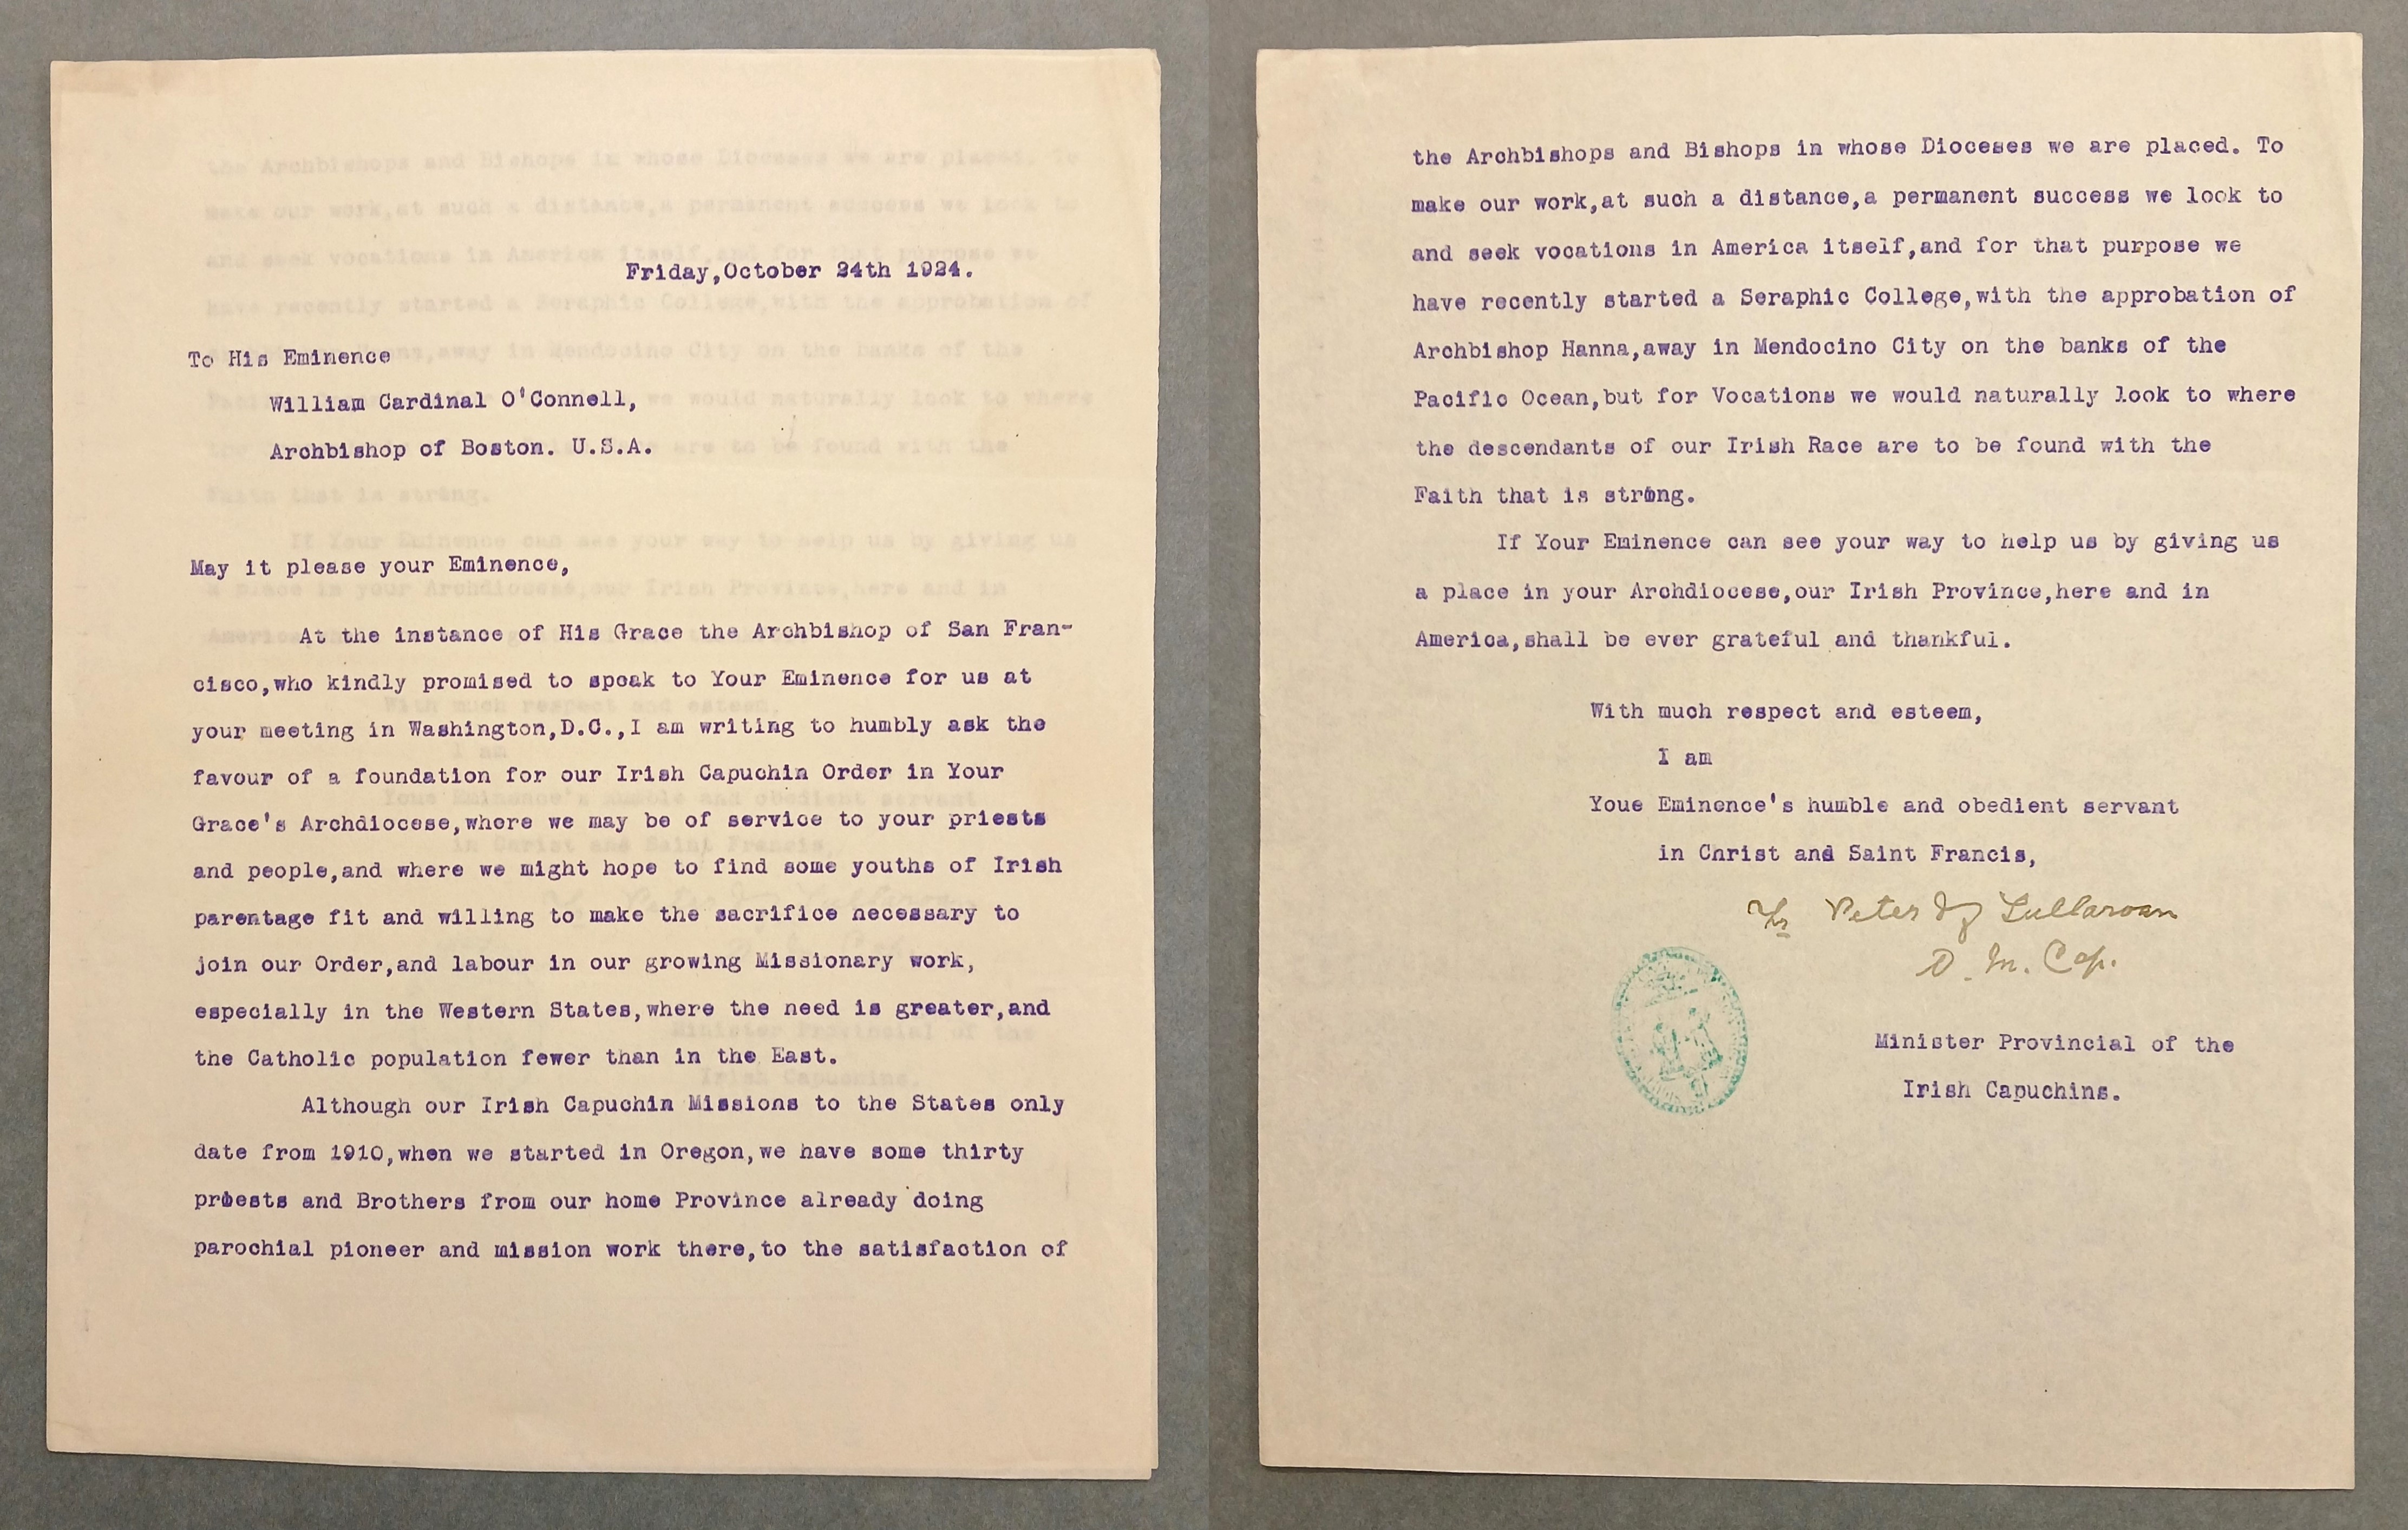 Friday,October 24th 1924.
To His Eminence
William Cardinal O'Connell,
Archbishop of Boston. U.S.A.
May it please your Eminence,
At the instance of His Grace the Archbishop of San Fran-
cisco,who kindly promised to speak to Your Eminence for us at
your meeting in Washington,D.C.,I am writing to humbly ask the
favour of a foundation for our Irish Capuchin Order in Your
Grace's Archdiocese,where we may be of service to your priests
and people,and where we might hope to find some youths of Irish
parentage fit and willing to make the sacrifice necessary to
join our Order,and labour in our growing Missionary work,
especially in the Western States,where the need is greater,and
the Catholic population fewer than in the East.
Although our Irish Capuchin Missions to the States only
date from 1910,when we started in Oregon,we have some thirty
priests and Brothers from our home Province already doing
parochial pioneer and mission work there,to the satisfaction of
the Archbishops and Bishops in whose Dioceses we are placed. To
make our work,at such a distance,a permanent success we look to
and seek vocations in America itself,and for that purpose we
have recently started a Seraphic College,with the approbation of
Archbishop Hanna,away in Mendocino City on the banks of the
Pacific Ocean,but for Vocations we would naturally look to where
the descendants of our Irish Race are to be found with the
Faith that is strong.
If Your Eminence can see your way to help us by giving us
a place in your Archdiocese,our Irish Province,here and in
America,shall be ever grateful and thankful.
With much respect and esteem,
I am
Youe Eminence's humble and obedient servant
in Christ and Saint Francis,
Fr Peter
O. M. Cap.
Minister Provincial of the
Irish Capuchins.